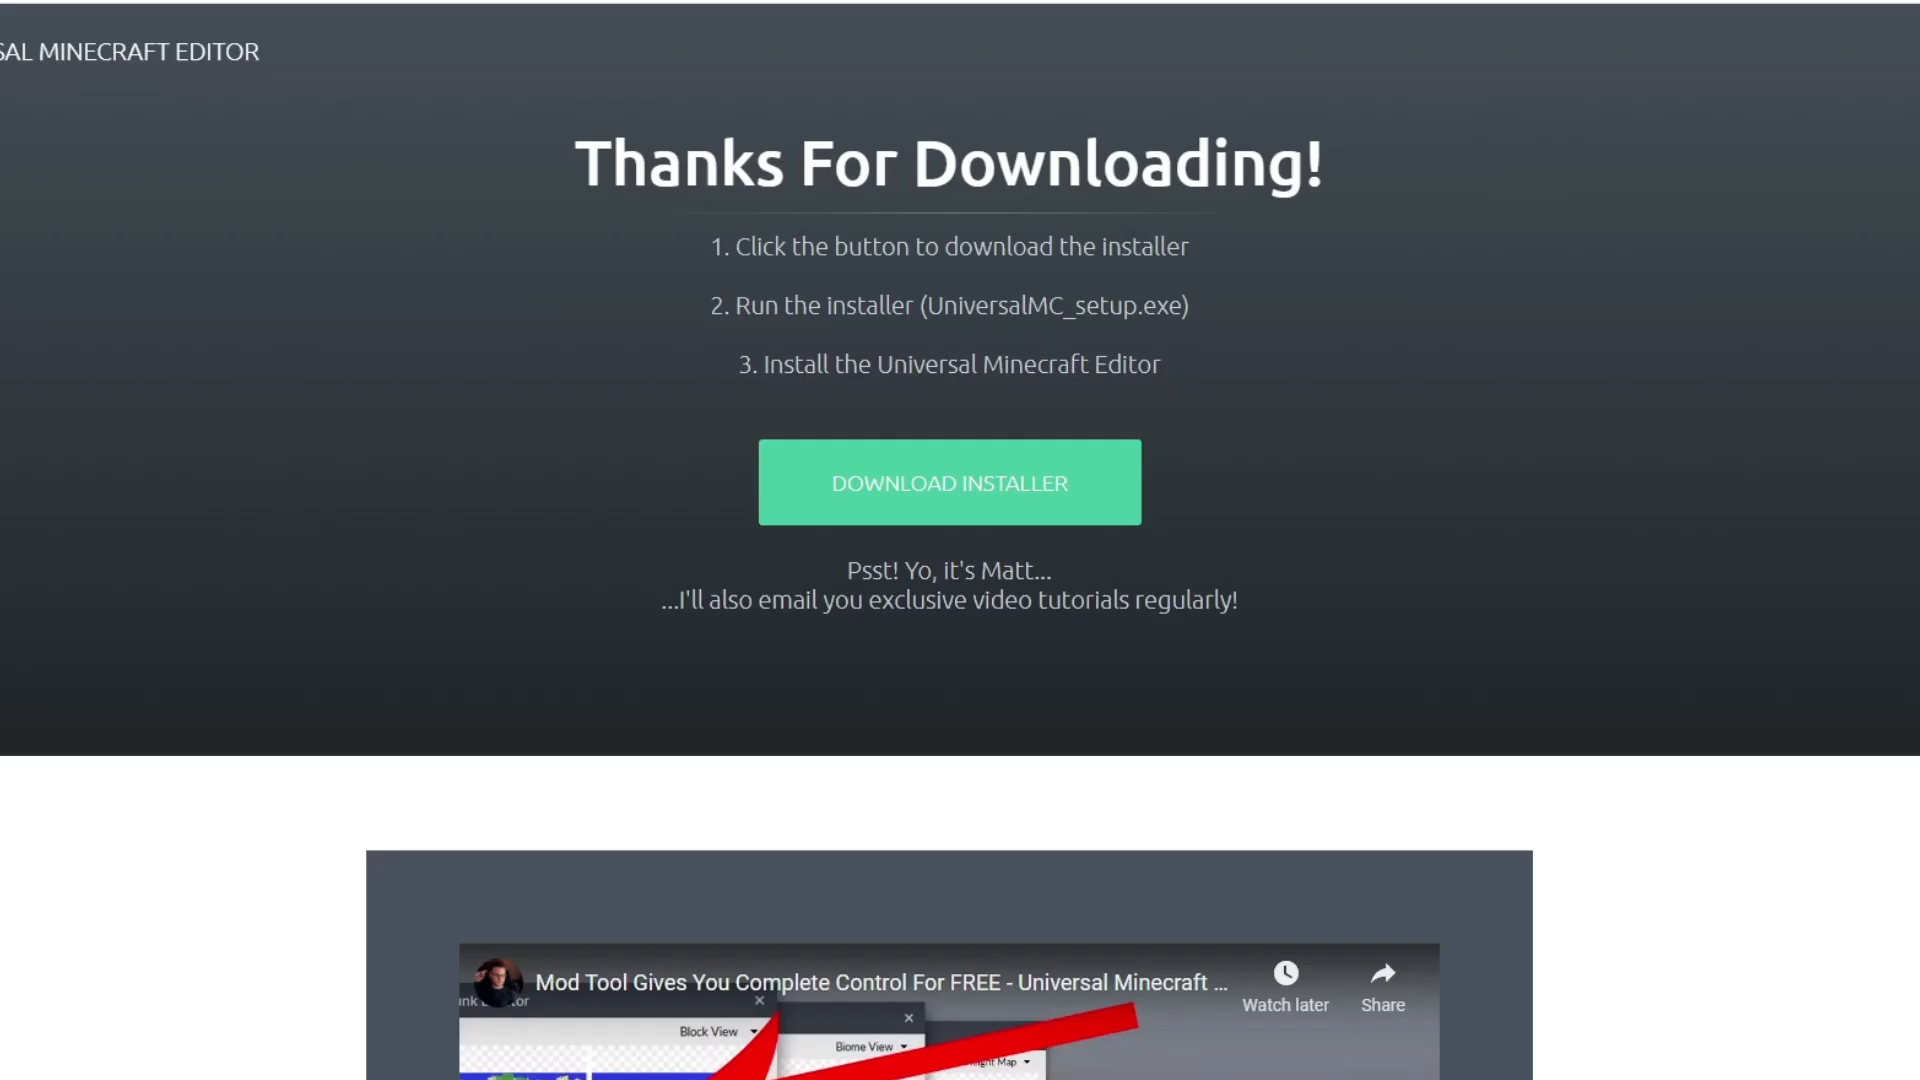 SAL MINECRAFT EDITOR
Thanks For Downloading!
1. Click the button to download the installer
2. Run the installer (UniversalMC_setup.exe)
3. Install the Universal Minecraft Editor
DOWNLOAD INSTALLER
Psst! Yo, it's Matt...
...I'll also email you exclusive video tutorials regularly!
Mod Tool Gives You Complete Control For FREE - Universal Minecraft ...
Watch later
Share
Block View
Biome View
Map